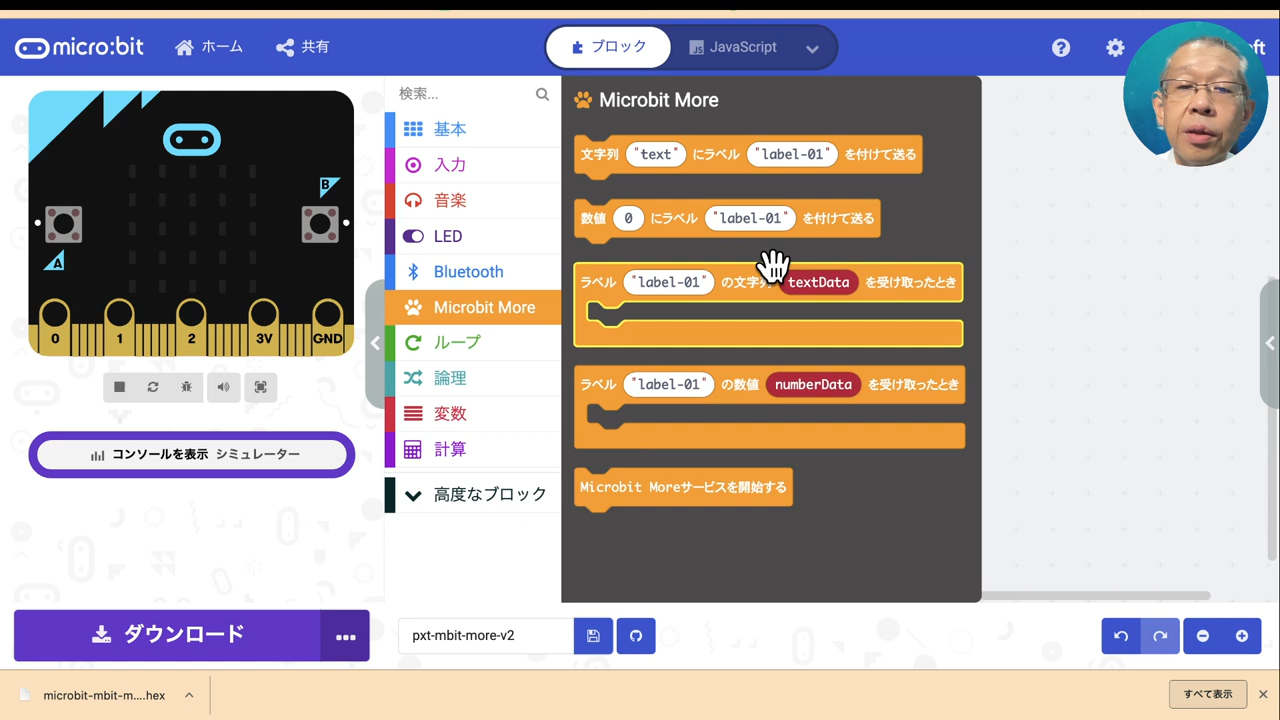 micro:bit
ホーム
共有
ブロック
JavaScript
ft
A
B
0 1 2 3V GND
コンソールを表示 シミュレーター
検索...
基本
入力
音楽
LED
Bluetooth
Microbit More
ループ
論理
変数
計算
高度なブロック
Microbit More
文字列 "text" にラベル "label-01" を付けて送る
数値 0 にラベル "label-01" を付けて送る
ラベル "label-01" の文字列 textData を受け取ったとき
ラベル "label-01" の数値 numberData を受け取ったとき
Microbit Moreサービスを開始する
ダウンロード
pxt-mbit-more-v2
microbit-mbit-m....hex
すべて表示